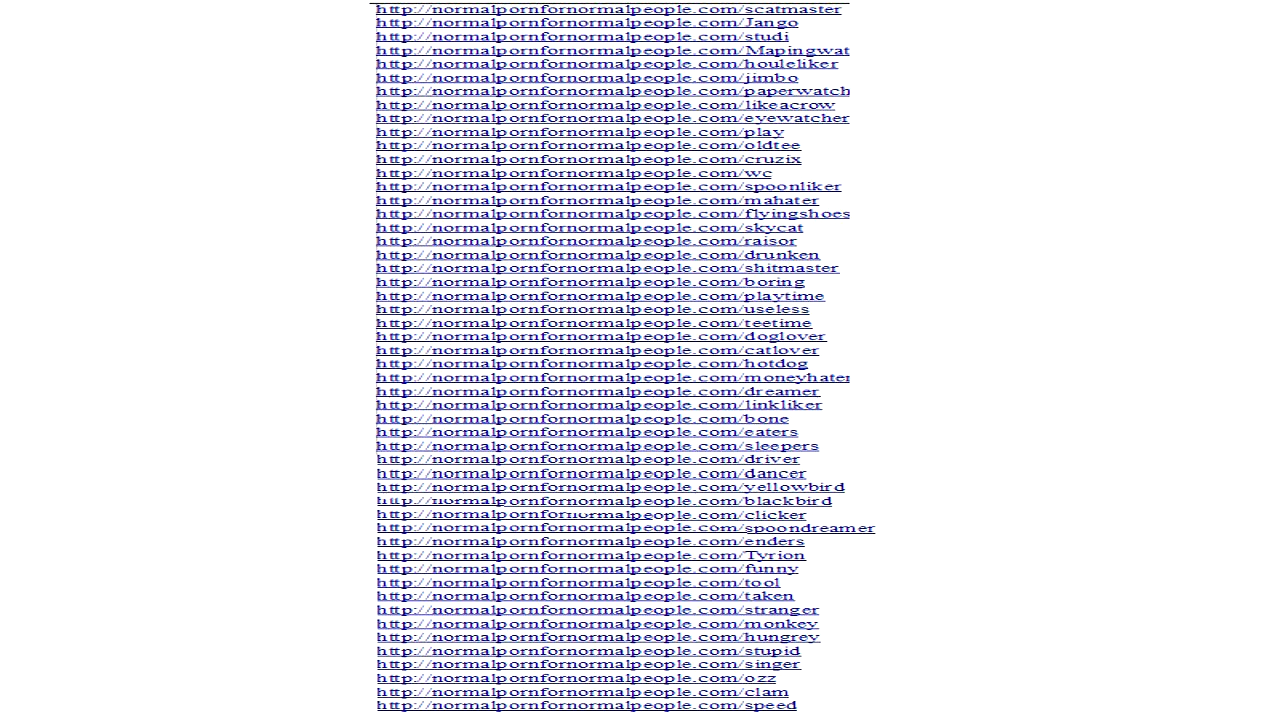 http://normalpornfornormalpeople.com/scatmaster
http://normalpornfornormalpeople.com/Jango
http://normalpornfornormalpeople.com/studi
http://normalpornfornormalpeople.com/Mapingwat
http://normalpornfornormalpeople.com/houleliker
http://normalpornfornormalpeople.com/jimbo
http://normalpornfornormalpeople.com/paperwatch
http://normalpornfornormalpeople.com/likeacrow
http://normalpornfornormalpeople.com/eyewatcher
http://normalpornfornormalpeople.com/play
http://normalpornfornormalpeople.com/oldtee
http://normalpornfornormalpeople.com/cruzix
http://normalpornfornormalpeople.com/wc
http://normalpornfornormalpeople.com/spoonliker
http://normalpornfornormalpeople.com/mahater
http://normalpornfornormalpeople.com/flyingshoes
http://normalpornfornormalpeople.com/skycat
http://normalpornfornormalpeople.com/raisor
http://normalpornfornormalpeople.com/drunken
http://normalpornfornormalpeople.com/shitmaster
http://normalpornfornormalpeople.com/boring
http://normalpornfornormalpeople.com/playtime
http://normalpornfornormalpeople.com/useless
http://normalpornfornormalpeople.com/teetime
http://normalpornfornormalpeople.com/doglover
http://normalpornfornormalpeople.com/catlover
http://normalpornfornormalpeople.com/hotdog
http://normalpornfornormalpeople.com/moneyhater
http://normalpornfornormalpeople.com/dreamer
http://normalpornfornormalpeople.com/linkliker
http://normalpornfornormalpeople.com/bone
http://normalpornfornormalpeople.com/eaters
http://normalpornfornormalpeople.com/sleepers
http://normalpornfornormalpeople.com/driver
http://normalpornfornormalpeople.com/dancer
http://normalpornfornormalpeople.com/yellowbird
http://normalpornfornormalpeople.com/blackbird
http://normalpornfornormalpeople.com/clicker
http://normalpornfornormalpeople.com/spoondreamer
http://normalpornfornormalpeople.com/enders
http://normalpornfornormalpeople.com/Tyrion
http://normalpornfornormalpeople.com/funny
http://normalpornfornormalpeople.com/tool
http://normalpornfornormalpeople.com/taken
http://normalpornfornormalpeople.com/stranger
http://normalpornfornormalpeople.com/monkey
http://normalpornfornormalpeople.com/hungrey
http://normalpornfornormalpeople.com/stupid
http://normalpornfornormalpeople.com/singer
http://normalpornfornormalpeople.com/ozz
http://normalpornfornormalpeople.com/clam
http://normalpornfornormalpeople.com/speed